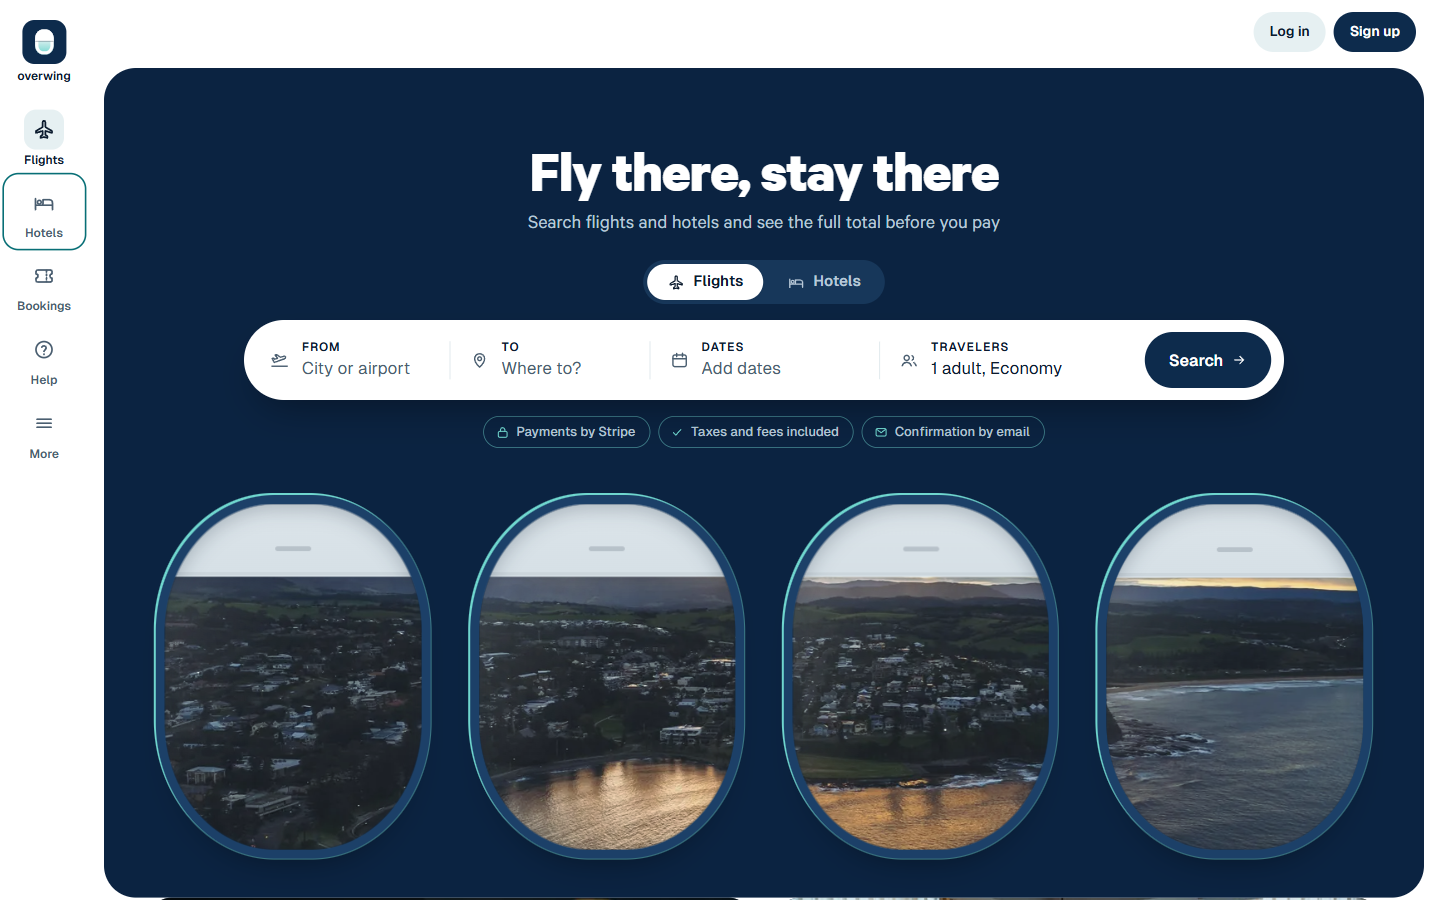 overwing
Flights
Hotels
Bookings
Help
More
Log in
Sign up
Fly there, stay there
Search flights and hotels and see the full total before you pay
Flights
Hotels
FROM
City or airport
TO
Where to?
DATES
Add dates
TRAVELERS
1 adult, Economy
Search
Payments by Stripe
Taxes and fees included
Confirmation by email